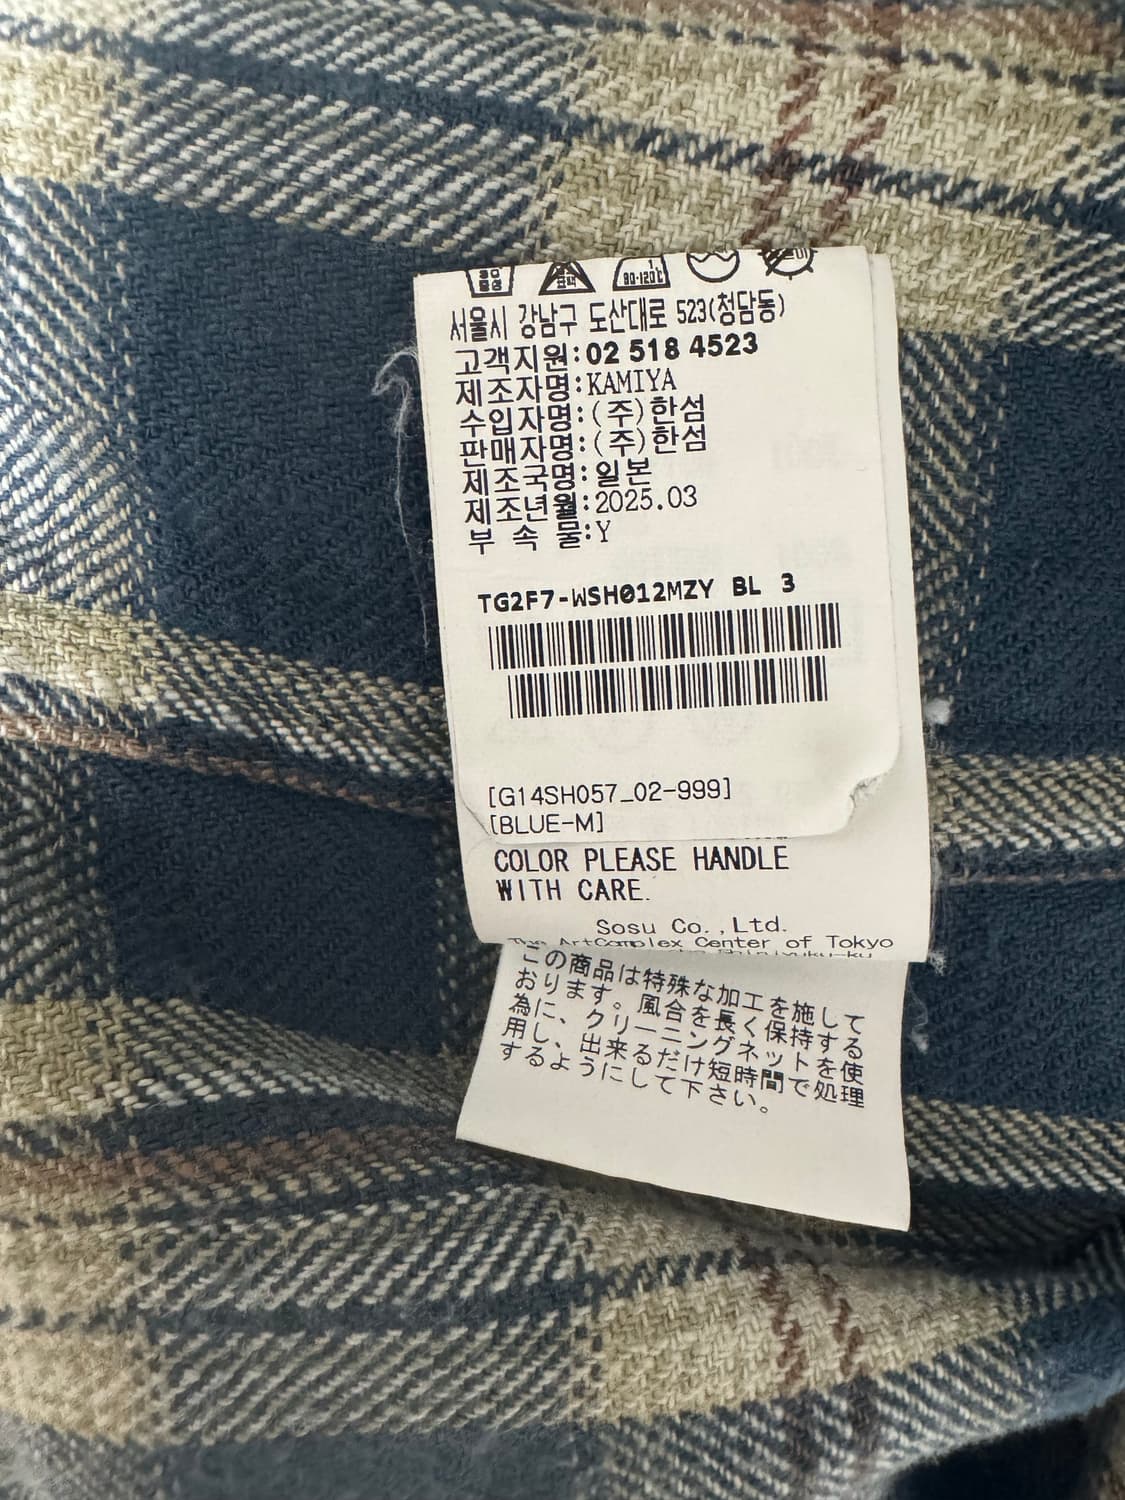 80-120℃
서울시 강남구 도산대로 523(청담동)
고객지원:02 518 4523
제조자명:KAMIYA
수입자명:(주)한섬
판매자명:(주)한섬
제조국명:일본
제조년월:2025.03
부 속 물:Y
TG2F7-WSH012MZY BL 3
[G14SH057_02-999]
[BLUE-M]
COLOR PLEASE HANDLE
WITH CARE.
Sosu Co.,Ltd.
The ArtComplex Center of Tokyo
この商品は特殊な加工を施して
おります。風合を長く保持する
為に、クリーニングネットを使
用し、出来るだけ短時間で処理
するようにして下さい。